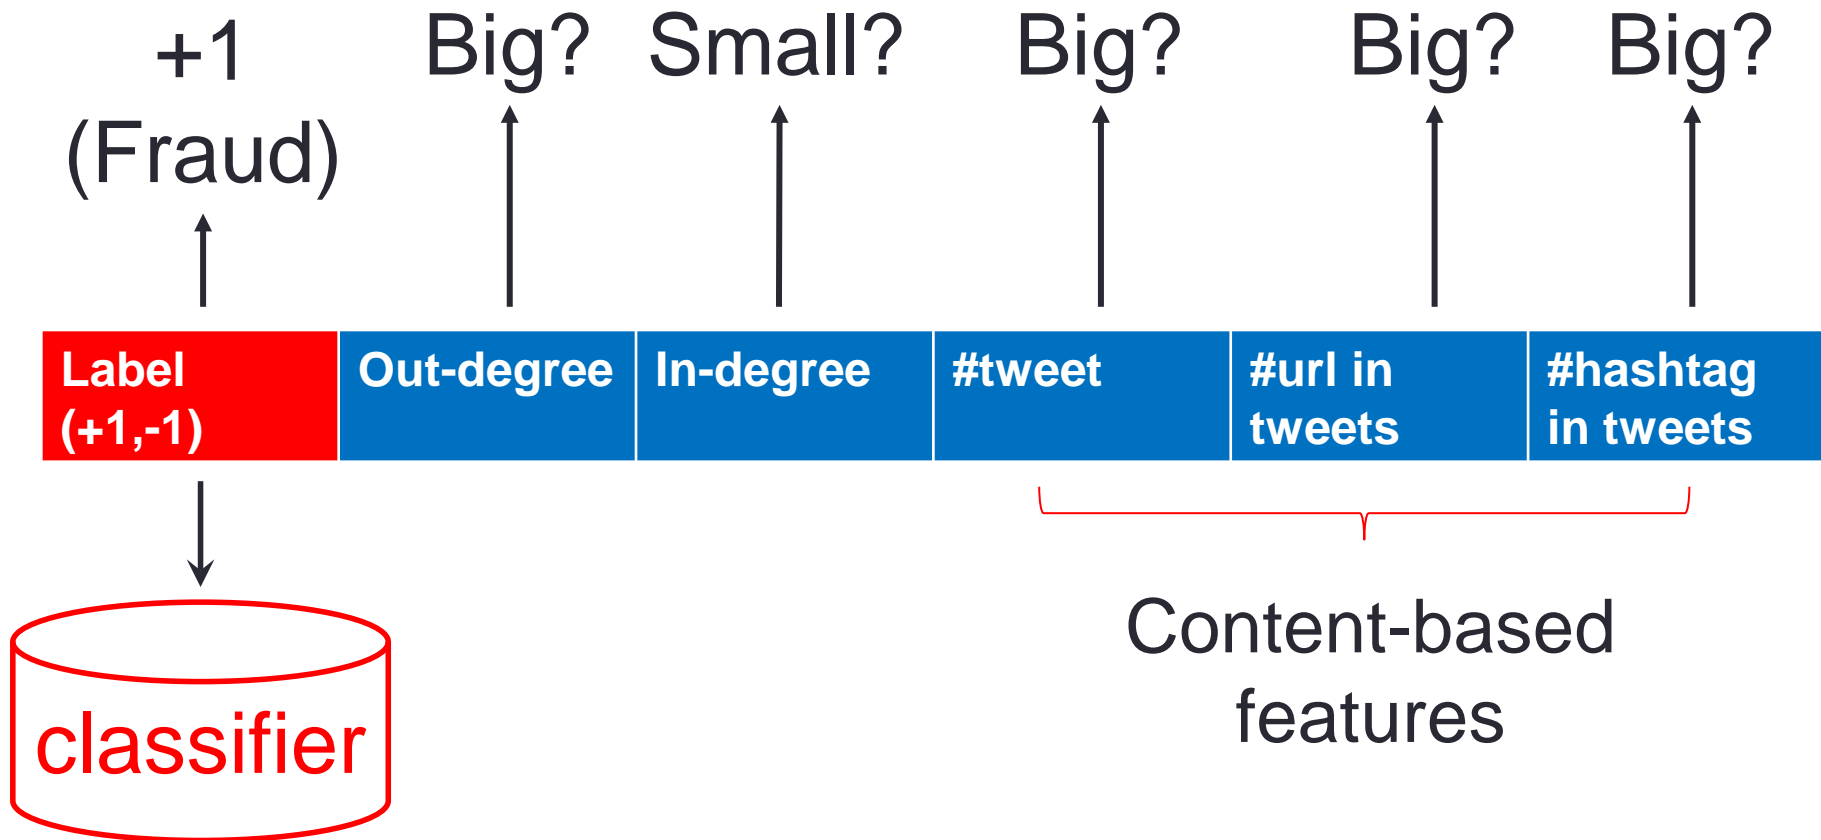 +1
(Fraud)
Big?
Small?
Big?
Big?
Big?
Label
(+1,-1)
Out-degree
In-degree
#tweet
#url in
tweets
#hashtag
in tweets
classifier
Content-based
features